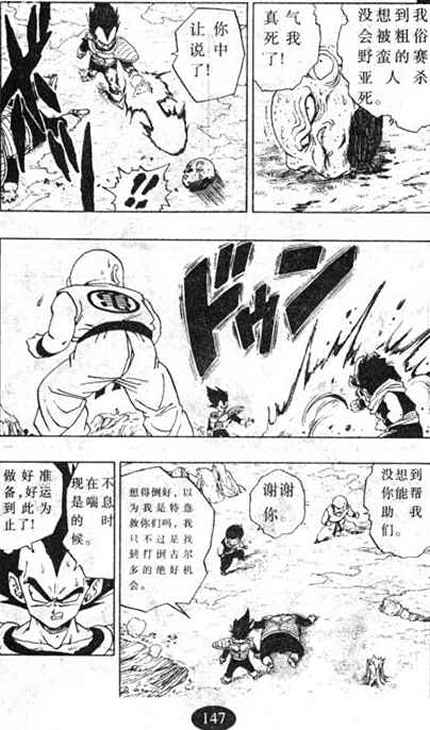 没想到我
会被粗俗
野蛮的赛
亚人杀
死。
真气
死我
了!
让你
说中
了!
ドゥン
没想到
你能帮
助我
们。
谢谢
你。
想得倒好，以
为我是特意
救你们吗，我
只不过是找
到打倒古尔
多的绝好机
会。
现在不
是喘息
的时
候。
做好准
备好运
到此为
止了!
147